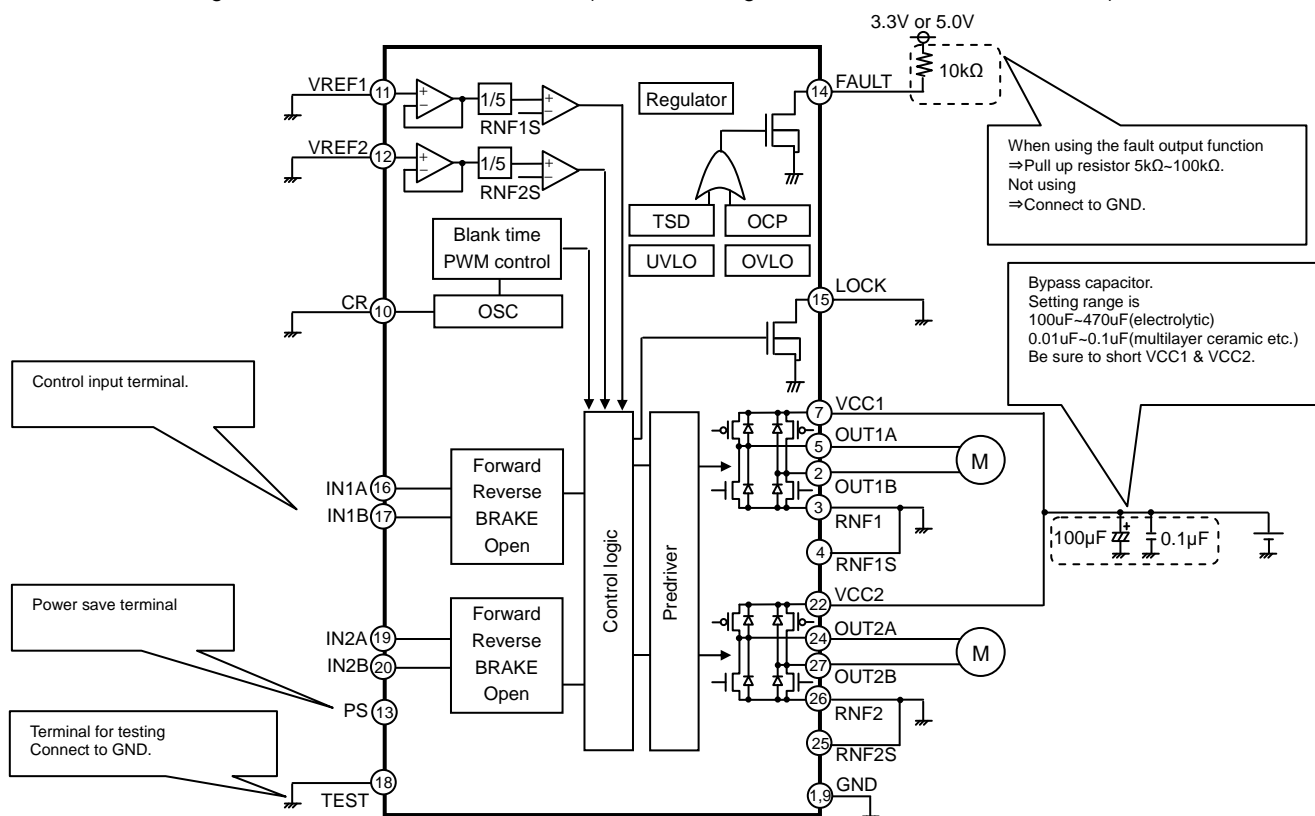 3.3V or 5.0V
10kΩ
VREF1
11
1/5
RNF1S
Regulator
14
FAULT
When using the fault output function
⇒Pull up resistor 5kΩ~100kΩ.
Not using
⇒Connect to GND.
VREF2
12
1/5
RNF2S
TSD
OCP
UVLO
OVLO
Blank time
PWM control
CR
10
OSC
15
LOCK
Bypass capacitor.
Setting range is
100uF~470uF(electrolytic)
0.01uF~0.1uF(multilayer ceramic etc.)
Be sure to short VCC1 & VCC2.
Control input terminal.
7
VCC1
5
OUT1A
M
2
OUT1B
3
RNF1
4
RNF1S
IN1A
16
IN1B
17
Forward
Reverse
BRAKE
Open
Control logic
Predriver
100µF
+
0.1µF
Power save terminal
22
VCC2
24
OUT2A
M
27
OUT2B
26
RNF2
25
RNF2S
IN2A
19
IN2B
20
Forward
Reverse
BRAKE
Open
PS
13
Terminal for testing
Connect to GND.
18
TEST
1,9
GND